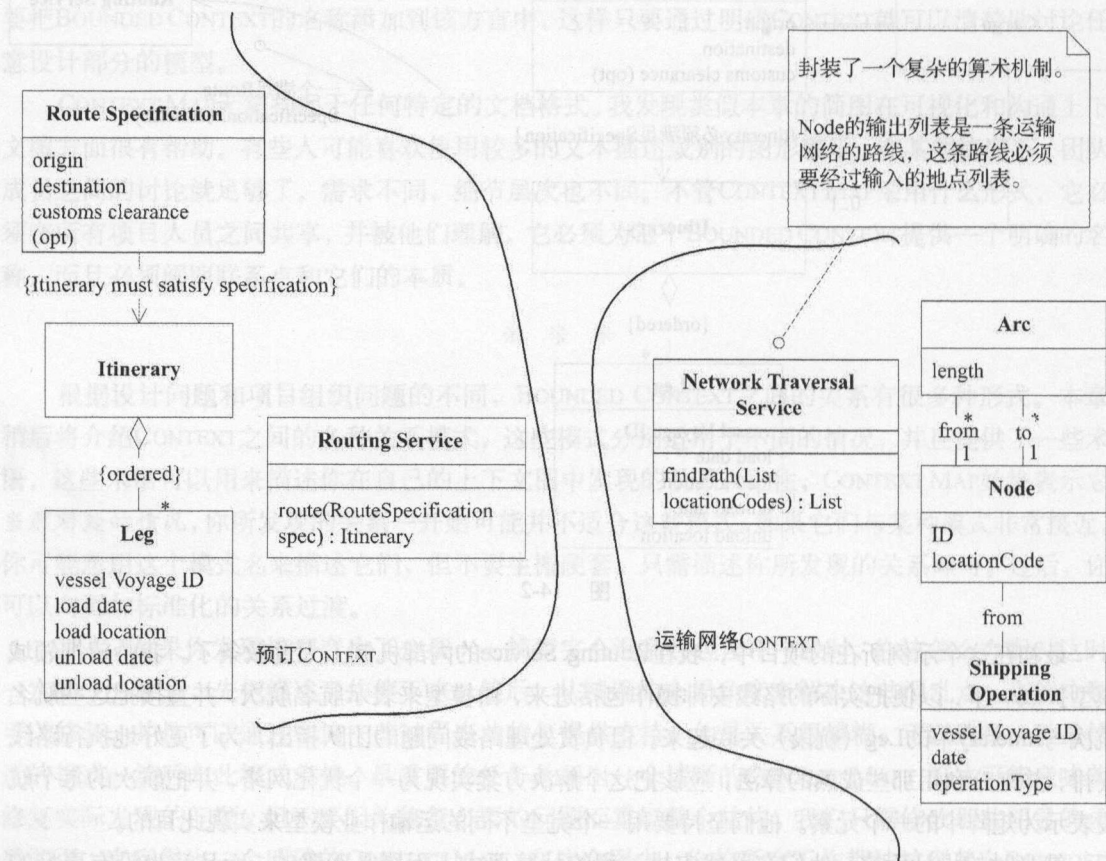 封装了一个复杂的算术机制。
Node的输出列表是一条运输
网络的路线，这条路线必须
要经过输入的地点列表。
Route Specification
origin
destination
customs clearance
(opt)
{Itinerary must satisfy specification}
Itinerary
{ordered}
*
Leg
vessel Voyage ID
load date
load location
unload date
unload location
Routing Service
route(RouteSpecification
spec) : Itinerary
预订CONTEXT
Network Traversal
Service
findPath(List
locationCodes) : List
运输网络CONTEXT
Arc
length
* *
from to
1 1
Node
ID
locationCode
from
Shipping
Operation
vessel Voyage ID
date
operationType